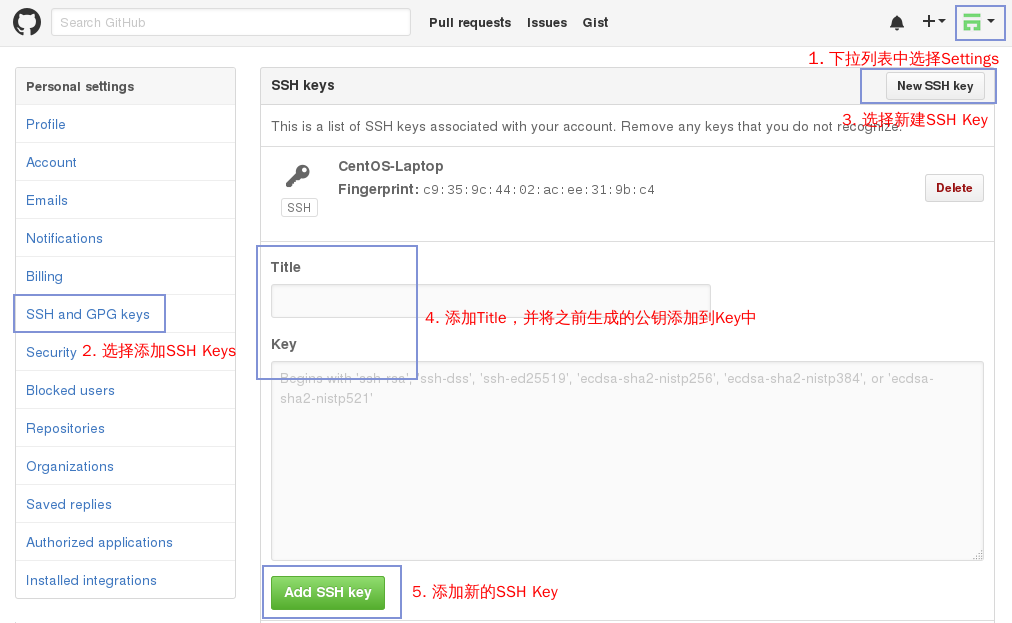 Search GitHub
Pull requests Issues Gist
1. 下拉列表中选择Settings
Personal settings
Profile
Account
Emails
Notifications
Billing
SSH and GPG keys
Security
2. 选择添加SSH Keys
Blocked users
Repositories
Organizations
Saved replies
Authorized applications
Installed integrations
SSH keys
New SSH key
3. 选择新建SSH Key
This is a list of SSH keys associated with your account. Remove any keys that you do not recognize.
CentOS-Laptop
Fingerprint: c9:35:9c:44:02:ac:ee:31:9b:c4
SSH
Delete
Title
4. 添加Title，并将之前生成的公钥添加到Key中
Key
Begins with 'ssh-rsa', 'ssh-dss', 'ssh-ed25519', 'ecdsa-sha2-nistp256', 'ecdsa-sha2-nistp384', or 'ecdsa-
sha2-nistp521'
Add SSH key
5. 添加新的SSH Key